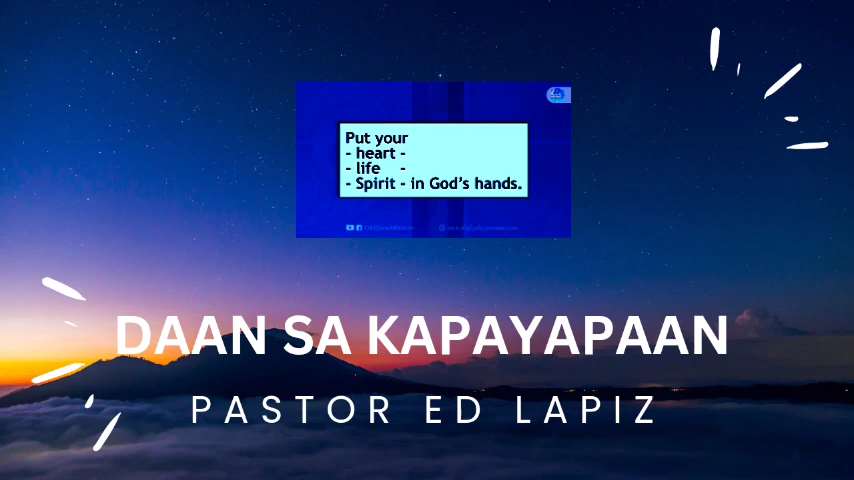 Put your
- heart -
- life -
- Spirit - in God's hands.
DAAN SA KAPAYAPAAN
PASTOR ED LAPIZ